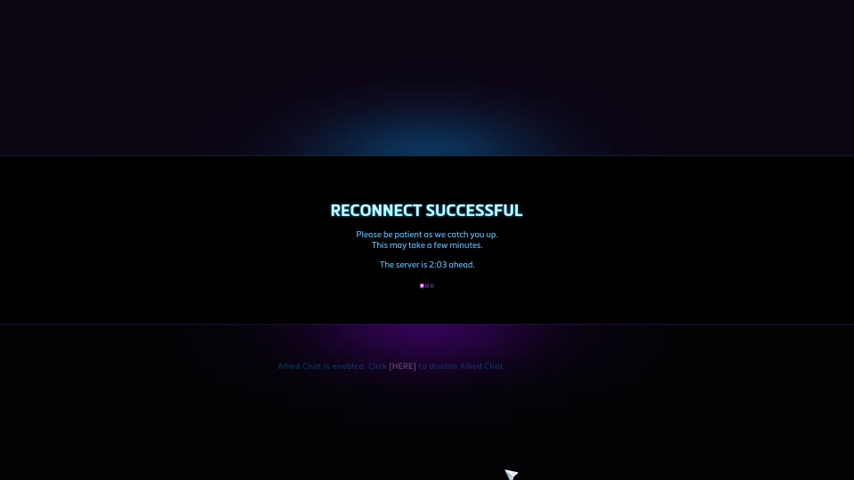 RECONNECT SUCCESSFUL
Please be patient as we catch you up.
This may take a few minutes.
The server is 2:03 ahead.
Allied Chat is enabled. Click [HERE] to disable Allied Chat.